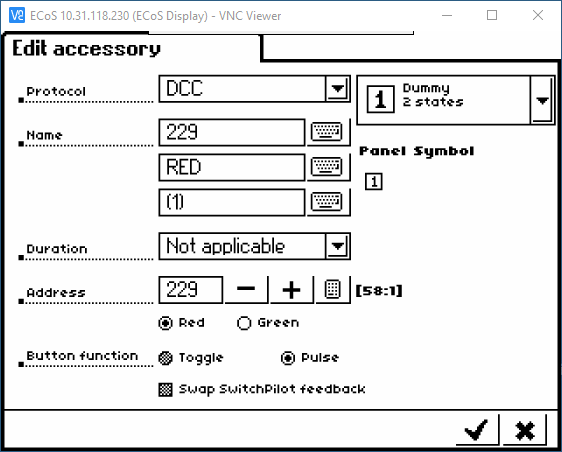 V2 ECoS 10.31.118.230 (ECoS Display) - VNC Viewer
Edit accessory
Protocol DCC
1 Dummy
2 states
Name 229
RED
(1)
Panel Symbol
1
Duration Not applicable
Address 229 - + [58:1]
Red Green
Button function Toggle Pulse
Swap SwitchPilot feedback